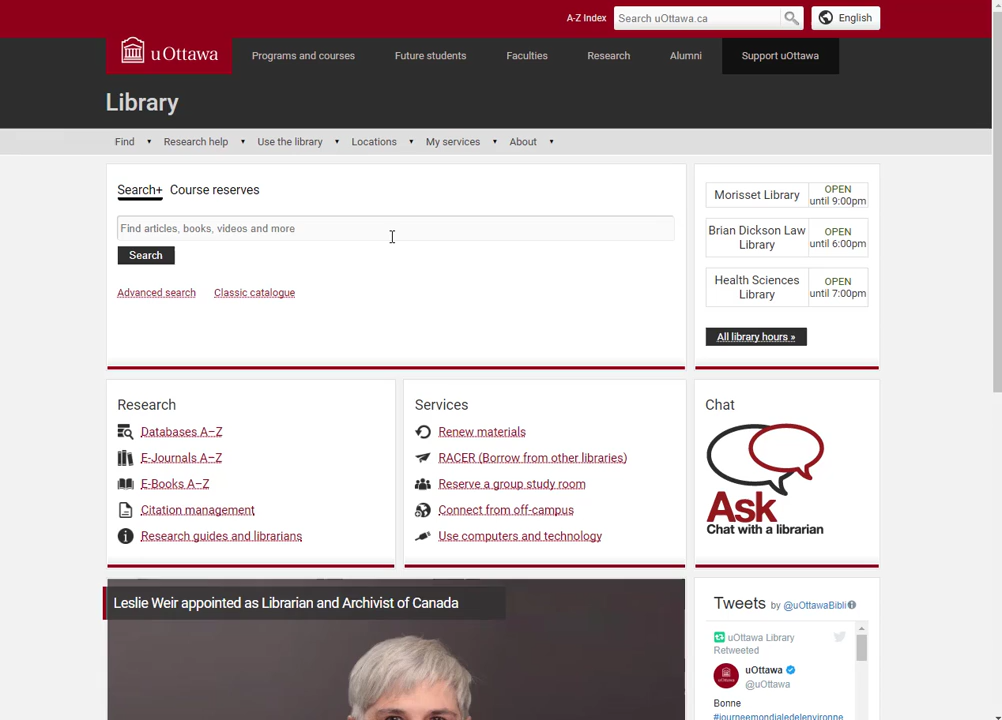 A-Z Index
Search uOttawa.ca
English
uOttawa
Programs and courses
Future students
Faculties
Research
Alumni
Support uOttawa
Library
Find
Research help
Use the library
Locations
My services
About
Search+ Course reserves
Find articles, books, videos and more
Search
Advanced search
Classic catalogue
Morisset Library
OPEN
until 9:00pm
Brian Dickson Law
Library
OPEN
until 6:00pm
Health Sciences
Library
OPEN
until 7:00pm
All library hours »
Research
Databases A–Z
E-Journals A–Z
E-Books A–Z
Citation management
Research guides and librarians
Services
Renew materials
RACER (Borrow from other libraries)
Reserve a group study room
Connect from off-campus
Use computers and technology
Chat
Ask
Chat with a librarian
Leslie Weir appointed as Librarian and Archivist of Canada
Tweets by @uOttawaBibli
uOttawa Library
Retweeted
uOttawa
@uOttawa
Bonne
#journeemondialedelenvironne